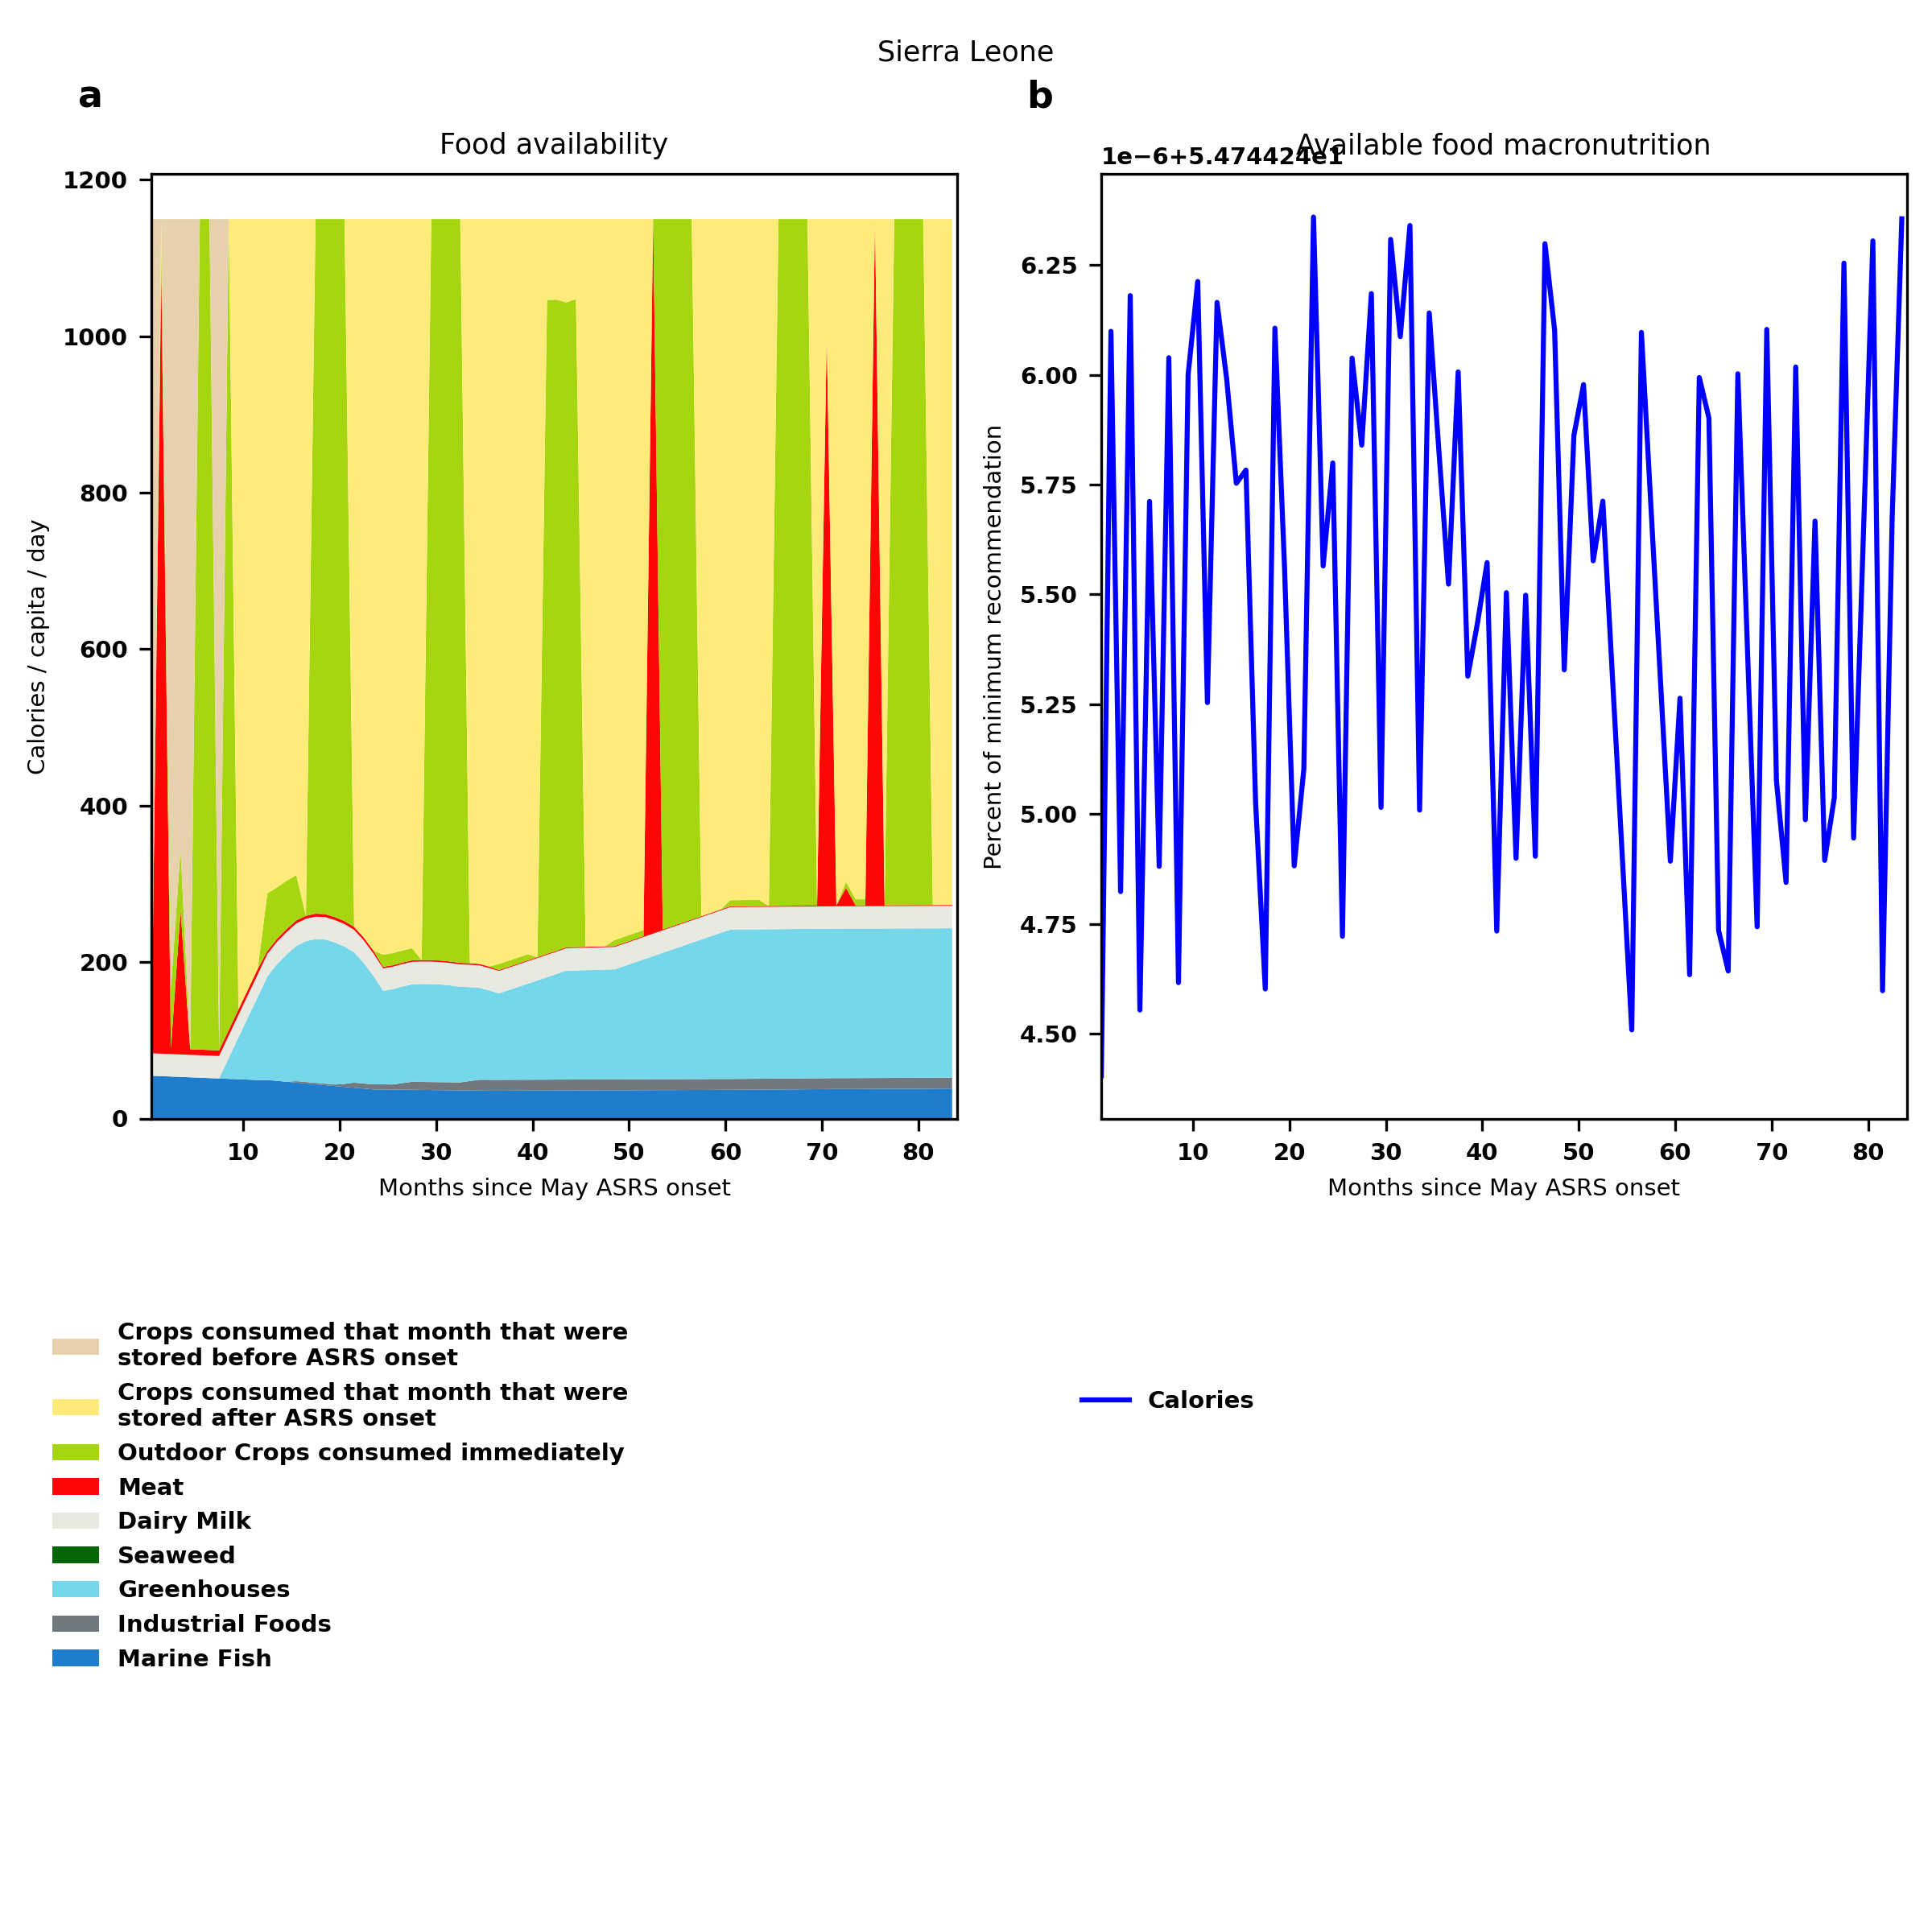 Sierra Leone
a
b
Food availability
Available food macronutrition
1e−6+5.474424e1
Calories / capita / day
1200
1000
800
600
400
200
0
10 20 30 40 50 60 70 80
Months since May ASRS onset
Percent of minimum recommendation
6.25
6.00
5.75
5.50
5.25
5.00
4.75
4.50
10 20 30 40 50 60 70 80
Months since May ASRS onset
Crops consumed that month that were
stored before ASRS onset
Crops consumed that month that were
stored after ASRS onset
Outdoor Crops consumed immediately
Meat
Dairy Milk
Seaweed
Greenhouses
Industrial Foods
Marine Fish
Calories